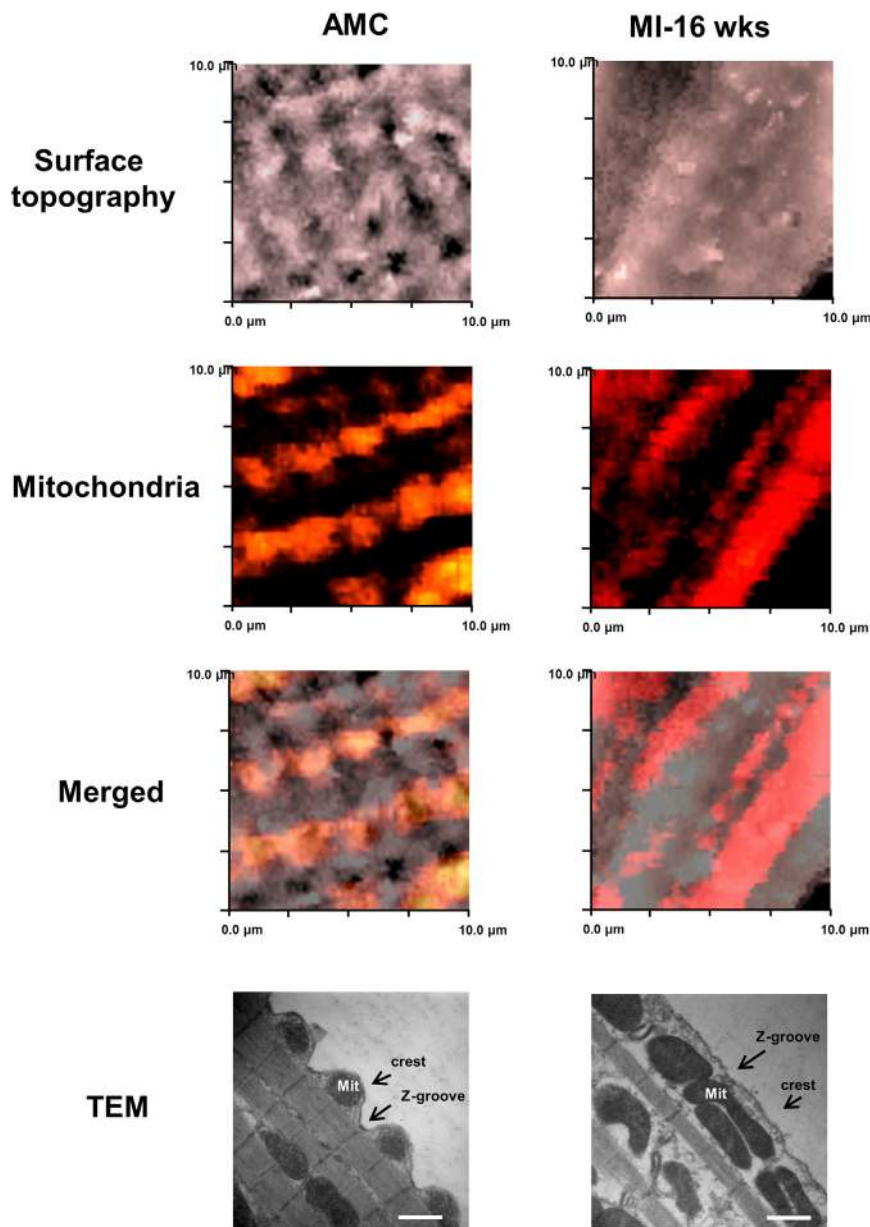 AMC
MI-16 wks
Surface
topography
10.0 μm
0.0 μm
10.0 μm
10.0 μm
0.0 μm
10.0 μm
Mitochondria
10.0 μm
0.0 μm
10.0 μm
10.0 μm
0.0 μm
10.0 μm
Merged
10.0 μm
0.0 μm
10.0 μm
10.0 μm
0.0 μm
10.0 μm
TEM
crest
Mit
Z-groove
Z-groove
crest
Mit